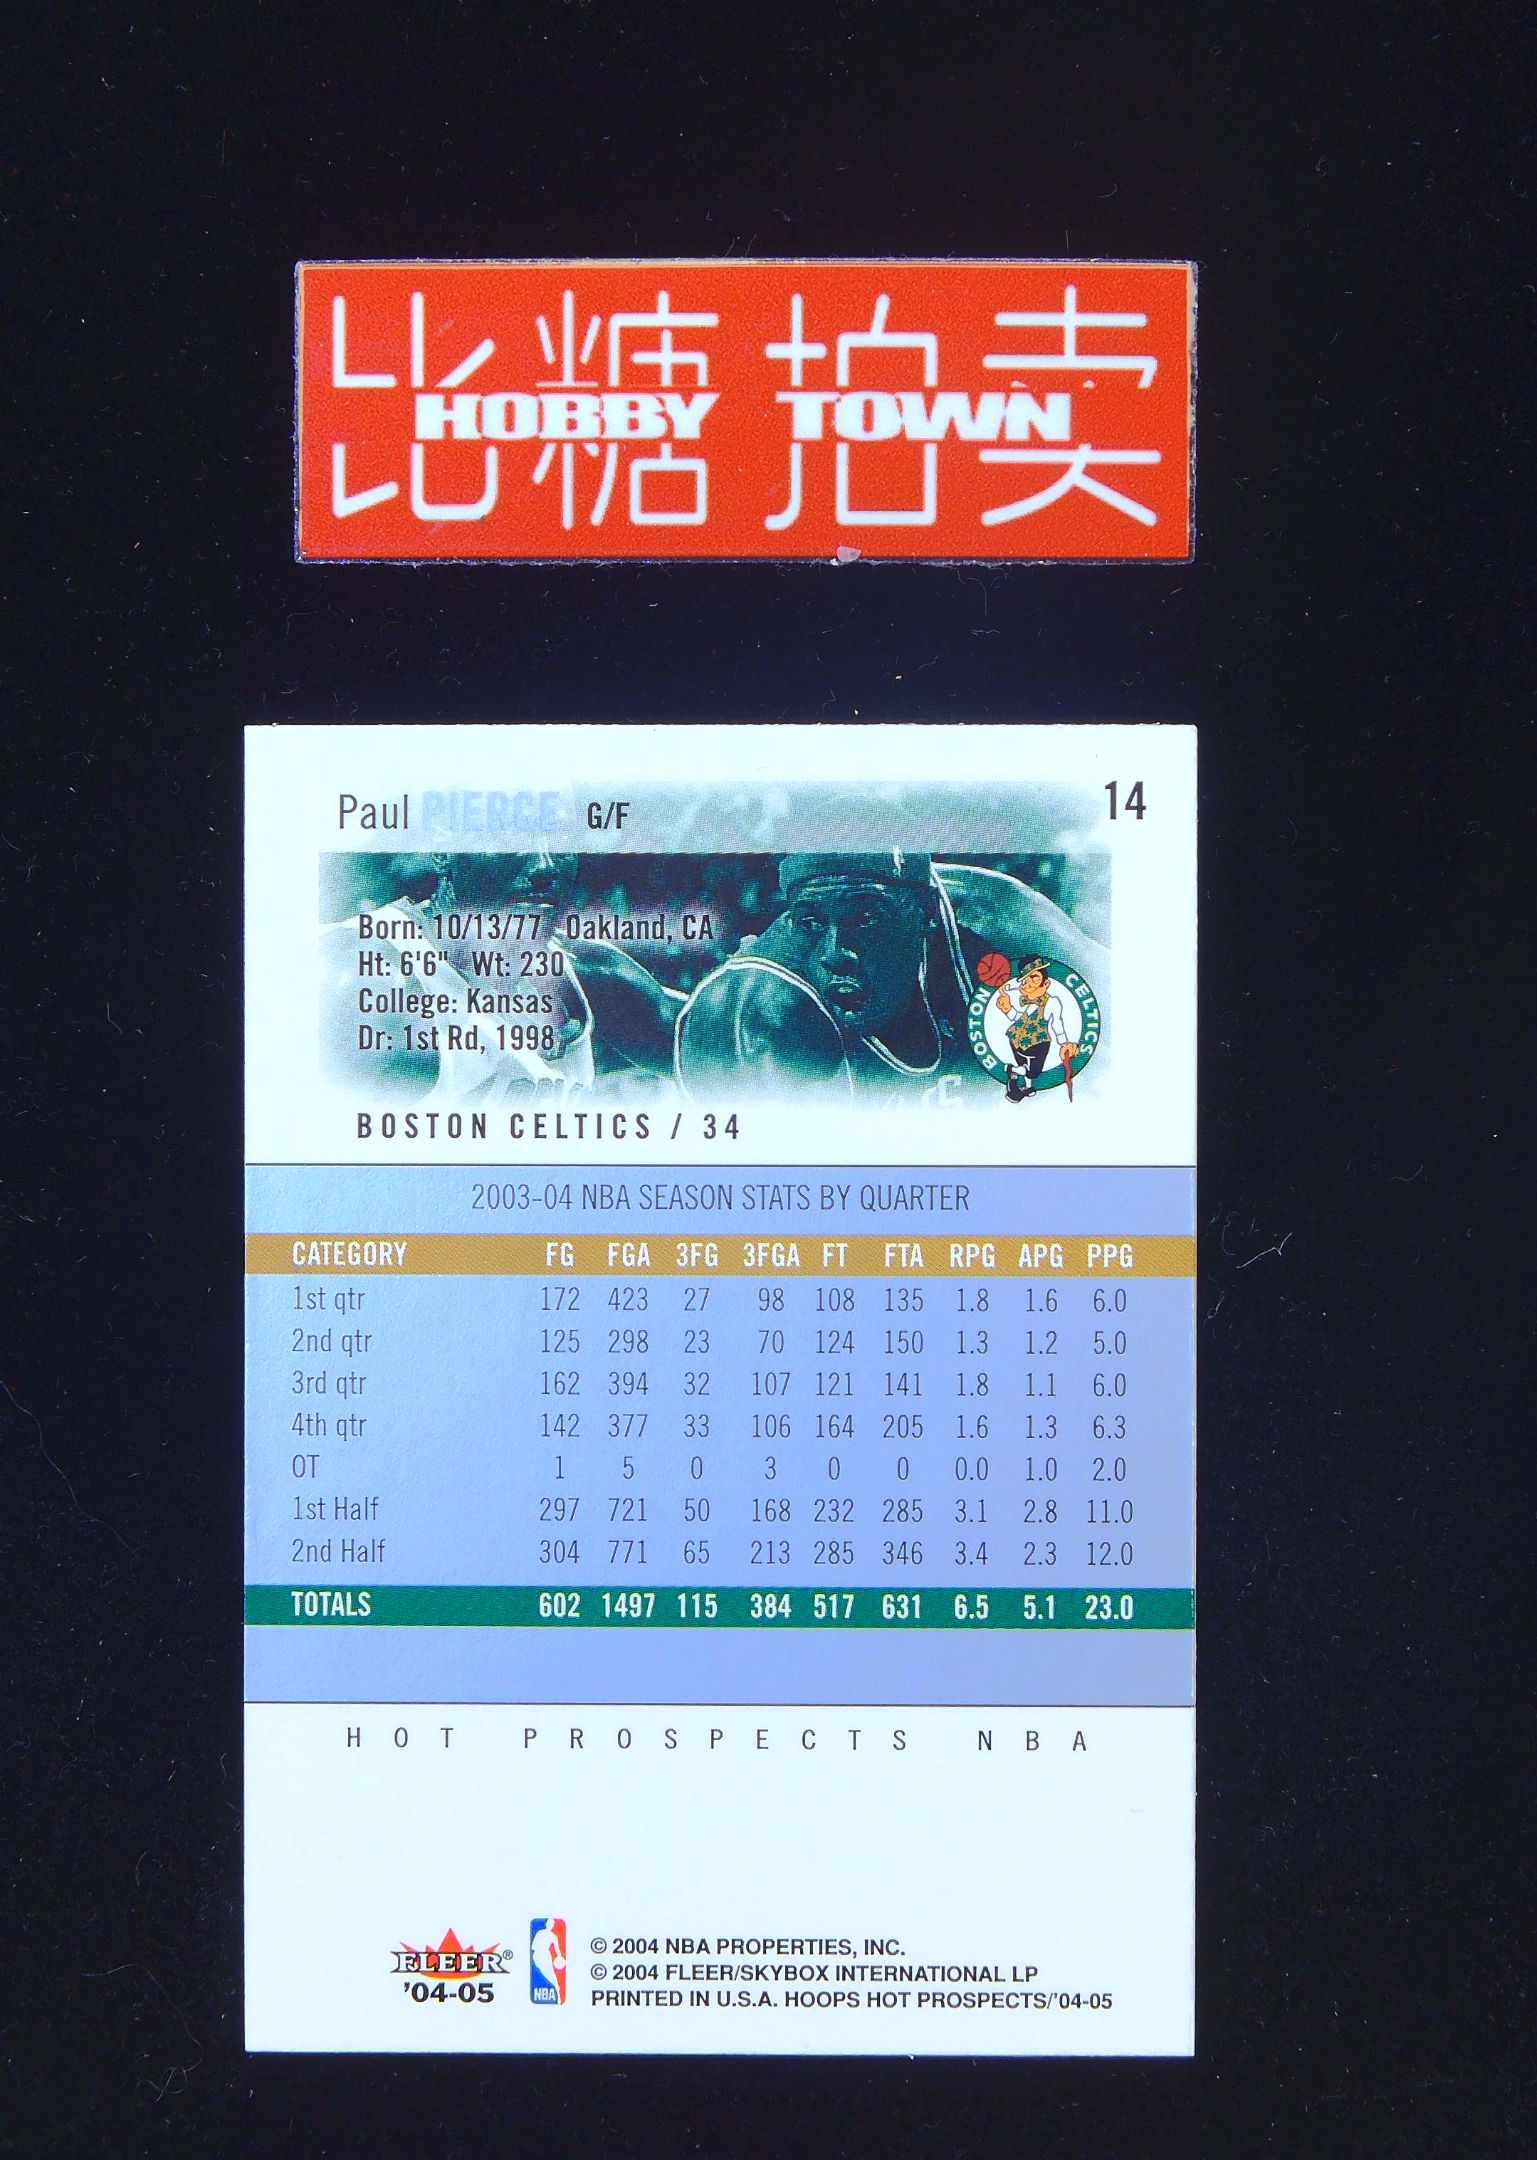 比糖拍卖
HOBBY TOWN
Paul PIERCE G/F
14
Born: 10/13/77 Oakland, CA
Ht: 6'6" Wt: 230
College: Kansas
Dr: 1st Rd, 1998
BOSTON CELTICS
BOSTON CELTICS / 34
2003-04 NBA SEASON STATS BY QUARTER
CATEGORY FG FGA 3FG 3FGA FT FTA RPG APG PPG
1st qtr 172 423 27 98 108 135 1.8 1.6 6.0
2nd qtr 125 298 23 70 124 150 1.3 1.2 5.0
3rd qtr 162 394 32 107 121 141 1.8 1.1 6.0
4th qtr 142 377 33 106 164 205 1.6 1.3 6.3
OT 1 5 0 3 0 0 0.0 1.0 2.0
1st Half 297 721 50 168 232 285 3.1 2.8 11.0
2nd Half 304 771 65 213 285 346 3.4 2.3 12.0
TOTALS 602 1497 115 384 517 631 6.5 5.1 23.0
HOT PROSPECTS NBA
FLEER®
'04-05
NBA
© 2004 NBA PROPERTIES, INC.
© 2004 FLEER/SKYBOX INTERNATIONAL LP
PRINTED IN U.S.A. HOOPS HOT PROSPECTS/'04-05